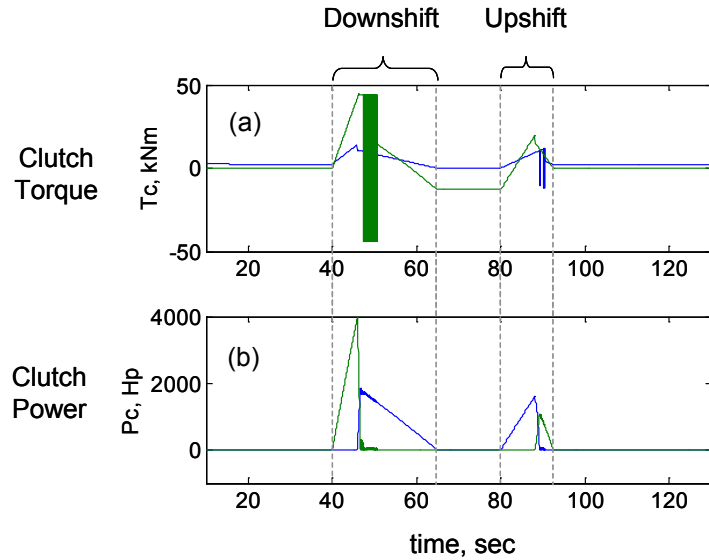 Downshift Upshift
50
(a)
Clutch
Torque
Tc, kNm
0
-50
20 40 60 80 100 120
4000
(b)
Clutch
Power
Pc, Hp
2000
0
20 40 60 80 100 120
time, sec